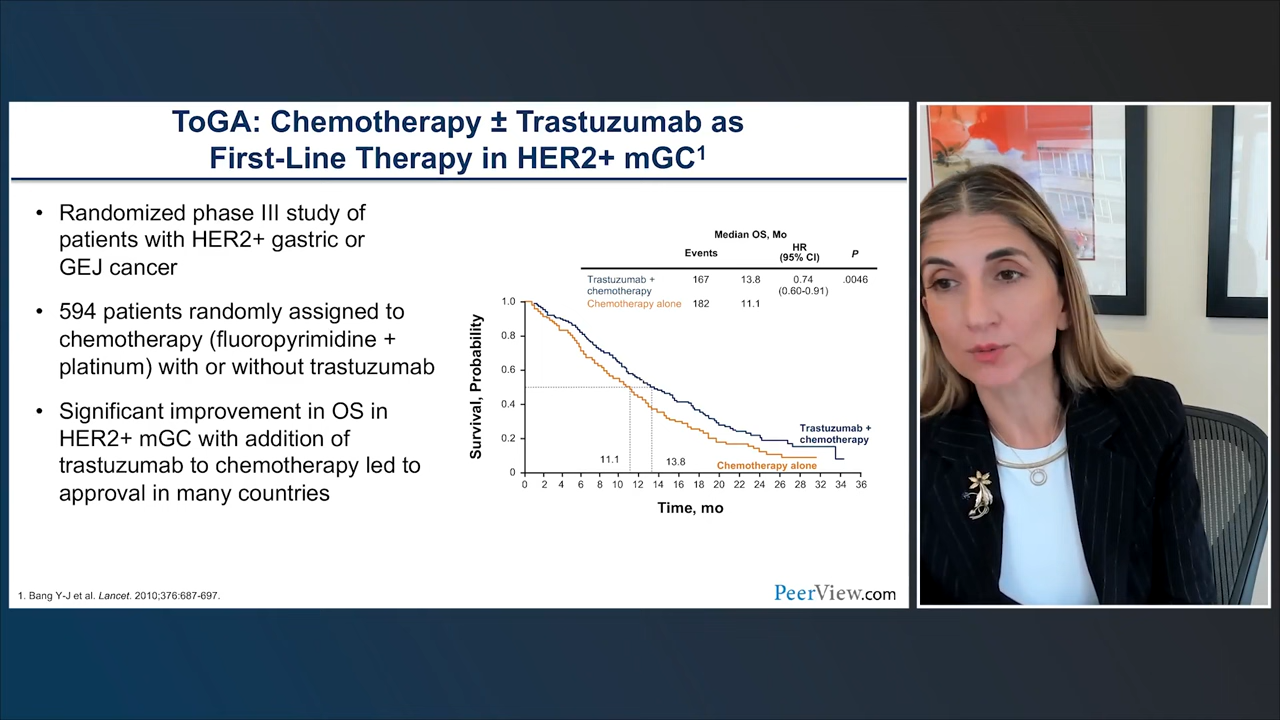 ToGA: Chemotherapy ± Trastuzumab as
First-Line Therapy in HER2+ mGC1
• Randomized phase III study of
patients with HER2+ gastric or
GEJ cancer
• 594 patients randomly assigned to
chemotherapy (fluoropyrimidine +
platinum) with or without trastuzumab
• Significant improvement in OS in
HER2+ mGC with addition of
trastuzumab to chemotherapy led to
approval in many countries
Median OS, Mo
Events HR (95% CI) P
Trastuzumab + chemotherapy 167 13.8 0.74 (0.60-0.91) .0046
Chemotherapy alone 182 11.1
Survival, Probability
1.0
0.8
0.6
0.4
0.2
0
11.1
13.8
Trastuzumab +
chemotherapy
Chemotherapy alone
0 2 4 6 8 10 12 14 16 18 20 22 24 26 28 32 34 36
Time, mo
1. Bang Y-J et al. Lancet. 2010;376:687-697.
PeerView.com